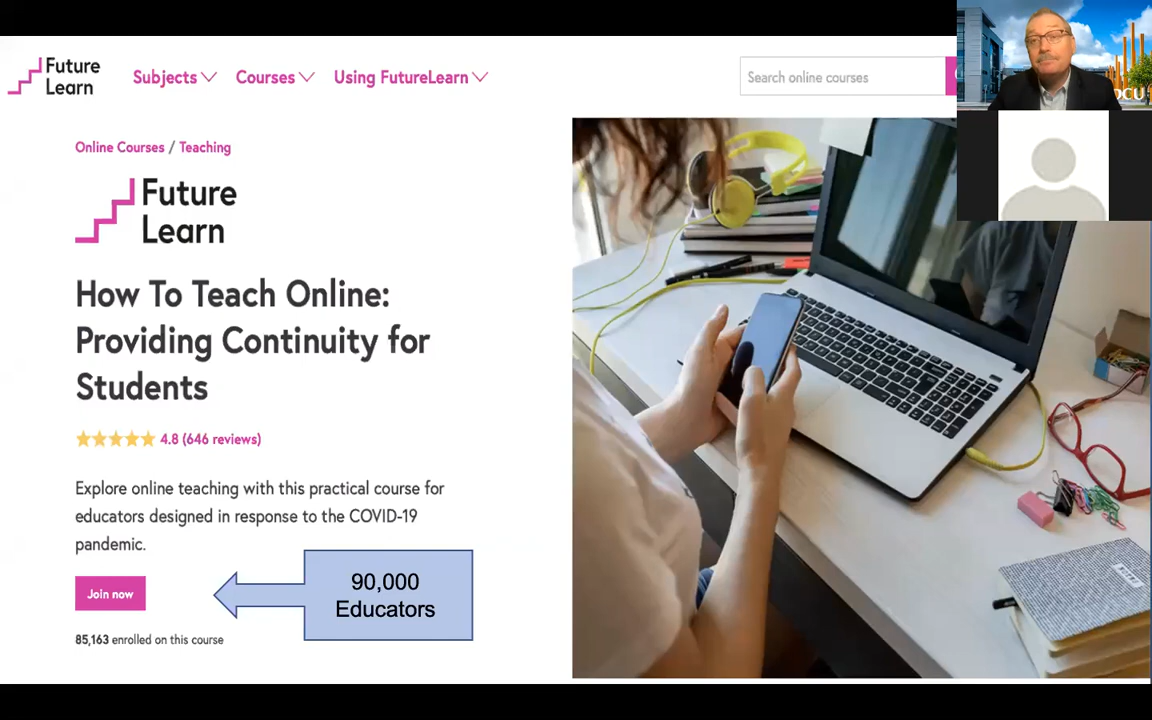 Future
Learn
Subjects
Courses
Using FutureLearn
Search online courses
DCU
Online Courses / Teaching
Future
Learn
How To Teach Online:
Providing Continuity for
Students
4.8 (646 reviews)
Explore online teaching with this practical course for
educators designed in response to the COVID-19
pandemic.
Join now
90,000
Educators
85,163 enrolled on this course